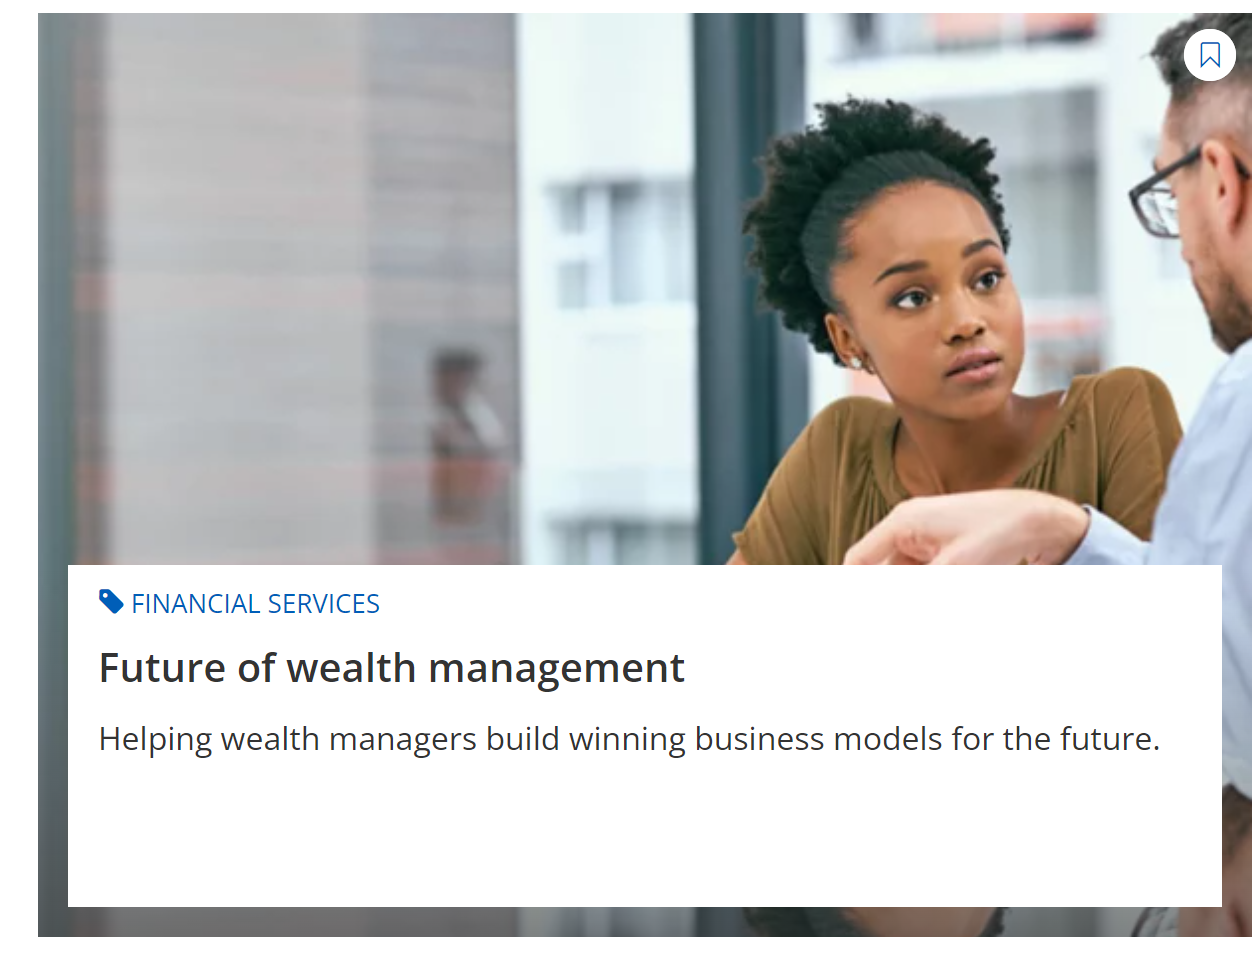 FINANCIAL SERVICES
Future of wealth management
Helping wealth managers build winning business models for the future.